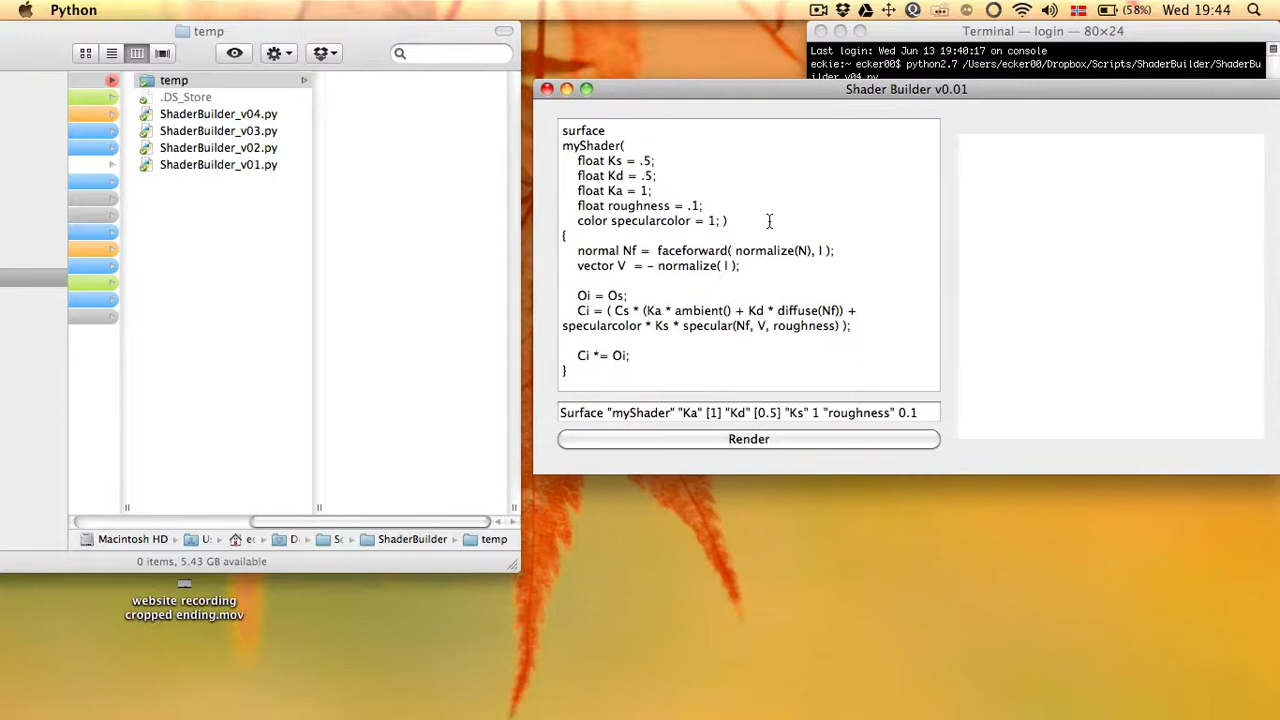 Python
(58%)
Wed 19:44
temp
Terminal — login — 80×24
Last login: Wed Jun 13 19:40:17 on console
eckie:~ ecker00$ python2.7 /Users/ecker00/Dropbox/Scripts/ShaderBuilder/ShaderBu
ilder_v04.py
temp
.DS_Store
ShaderBuilder_v04.py
ShaderBuilder_v03.py
ShaderBuilder_v02.py
ShaderBuilder_v01.py
Macintosh HD
U:
ec
D
Sc
ShaderBuilder
temp
0 items, 5.43 GB available
website recording
cropped ending.mov
Shader Builder v0.01
surface
myShader(
float Ks = .5;
float Kd = .5;
float Ka = 1;
float roughness = .1;
color specularcolor = 1; )
{
normal Nf = faceforward( normalize(N), I );
vector V = - normalize( I );
Oi = Os;
Ci = ( Cs * (Ka * ambient() + Kd * diffuse(Nf)) +
specularcolor * Ks * specular(Nf, V, roughness) );
Ci *= Oi;
}
Surface "myShader" "Ka" [1] "Kd" [0.5] "Ks" 1 "roughness" 0.1
Render